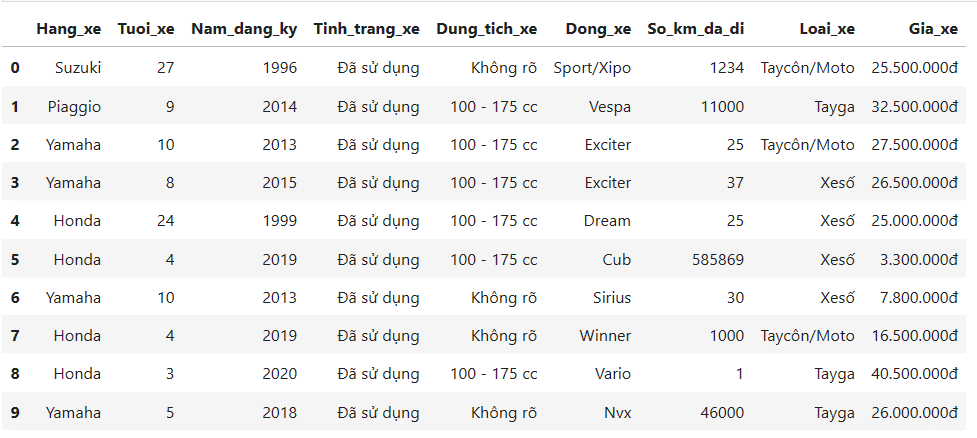 Hang_xe Tuoi_xe Nam_dang_ky Tinh_trang_xe Dung_tich_xe Dong_xe So_km_da_di Loai_xe Gia_xe
0 Suzuki 27 1996 Đã sử dụng Không rõ Sport/Xipo 1234 Taycôn/Moto 25.500.000đ
1 Piaggio 9 2014 Đã sử dụng 100 - 175 cc Vespa 11000 Tayga 32.500.000đ
2 Yamaha 10 2013 Đã sử dụng 100 - 175 cc Exciter 25 Taycôn/Moto 27.500.000đ
3 Yamaha 8 2015 Đã sử dụng 100 - 175 cc Exciter 37 Xesố 26.500.000đ
4 Honda 24 1999 Đã sử dụng 100 - 175 cc Dream 25 Xesố 25.000.000đ
5 Honda 4 2019 Đã sử dụng 100 - 175 cc Cub 585869 Xesố 3.300.000đ
6 Yamaha 10 2013 Đã sử dụng Không rõ Sirius 30 Xesố 7.800.000đ
7 Honda 4 2019 Đã sử dụng Không rõ Winner 1000 Taycôn/Moto 16.500.000đ
8 Honda 3 2020 Đã sử dụng 100 - 175 cc Vario 1 Tayga 40.500.000đ
9 Yamaha 5 2018 Đã sử dụng Không rõ Nvx 46000 Tayga 26.000.000đ